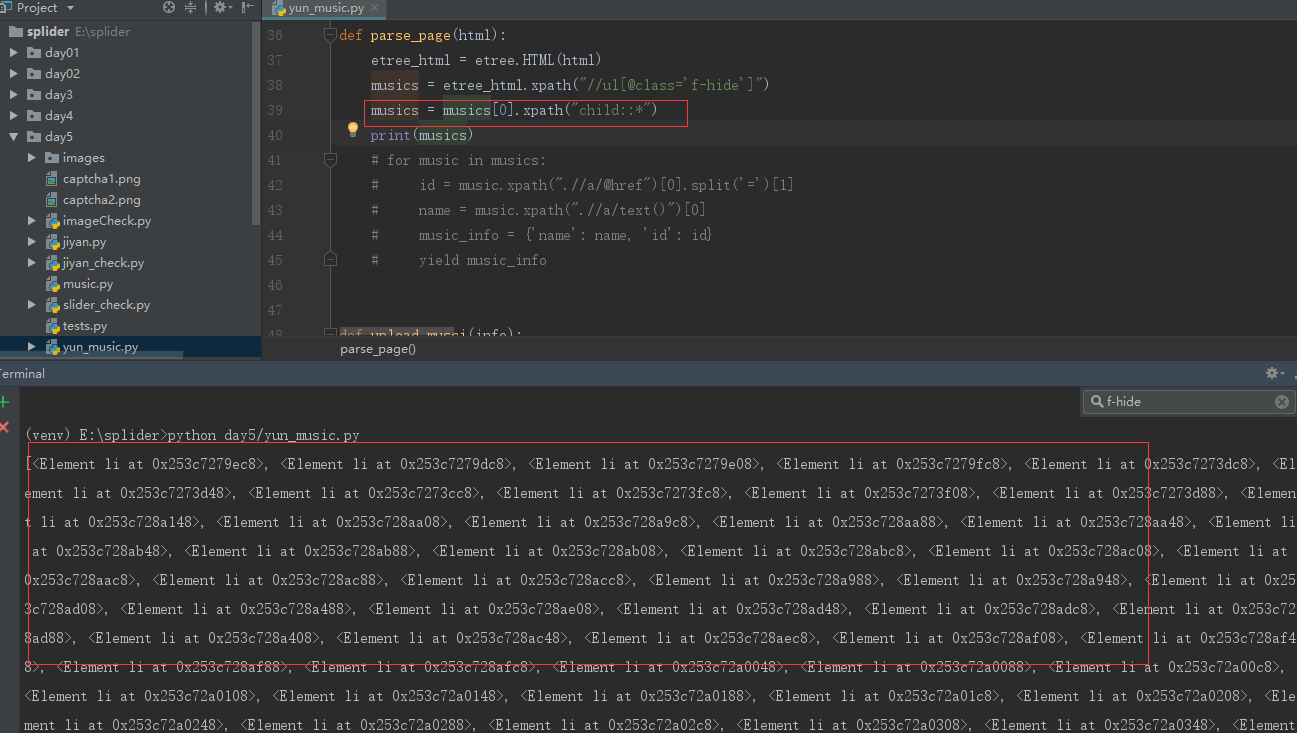 Project
yun_music.py
splider E:\splider
day01
day02
day3
day4
day5
images
captcha1.png
captcha2.png
imageCheck.py
jiyan.py
jiyan_check.py
music.py
slider_check.py
tests.py
yun_music.py
36 def parse_page(html):
37 etree_html = etree.HTML(html)
38 musics = etree_html.xpath("//ul[@class='f-hide']")
39 musics = musics[0].xpath("child::*")
40 print(musics)
41 # for music in musics:
42 #     id = music.xpath(".//a/@href")[0].split('=')[1]
43 #     name = music.xpath(".//a/text()")[0]
44 #     music_info = {'name': name, 'id': id}
45 #     yield music_info
46
47
48 def upload_musci(info):
parse_page()
Terminal
f-hide
(venv) E:\splider>python day5/yun_music.py
[<Element li at 0x253c7279ec8>, <Element li at 0x253c7279dc8>, <Element li at 0x253c7279e08>, <Element li at 0x253c7279fc8>, <Element li at 0x253c7273dc8>, <El
ement li at 0x253c7273d48>, <Element li at 0x253c7273cc8>, <Element li at 0x253c7273fc8>, <Element li at 0x253c7273f08>, <Element li at 0x253c7273d88>, <Elemen
t li at 0x253c728a148>, <Element li at 0x253c728aa08>, <Element li at 0x253c728a9c8>, <Element li at 0x253c728aa88>, <Element li at 0x253c728aa48>, <Element li
at 0x253c728ab48>, <Element li at 0x253c728ab88>, <Element li at 0x253c728ab08>, <Element li at 0x253c728abc8>, <Element li at 0x253c728ac08>, <Element li at
0x253c728aac8>, <Element li at 0x253c728ac88>, <Element li at 0x253c728acc8>, <Element li at 0x253c728a988>, <Element li at 0x253c728a948>, <Element li at 0x25
3c728ad08>, <Element li at 0x253c728a488>, <Element li at 0x253c728ae08>, <Element li at 0x253c728ad48>, <Element li at 0x253c728adc8>, <Element li at 0x253c72
8ad88>, <Element li at 0x253c728a408>, <Element li at 0x253c728ac48>, <Element li at 0x253c728aec8>, <Element li at 0x253c728af08>, <Element li at 0x253c728af4
8>, <Element li at 0x253c728af88>, <Element li at 0x253c728afc8>, <Element li at 0x253c72a0048>, <Element li at 0x253c72a0088>, <Element li at 0x253c72a00c8>,
<Element li at 0x253c72a0108>, <Element li at 0x253c72a0148>, <Element li at 0x253c72a0188>, <Element li at 0x253c72a01c8>, <Element li at 0x253c72a0208>, <Ele
ment li at 0x253c72a0248>, <Element li at 0x253c72a0288>, <Element li at 0x253c72a02c8>, <Element li at 0x253c72a0308>, <Element li at 0x253c72a0348>, <Element